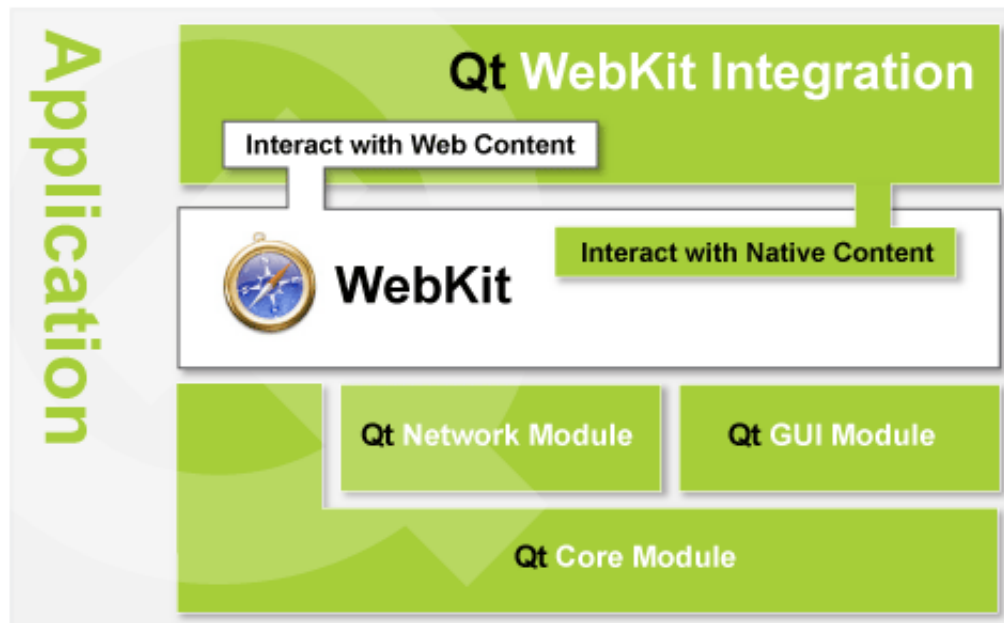 Application
Qt WebKit Integration
Interact with Web Content
Interact with Native Content
WebKit
Qt Network Module
Qt GUI Module
Qt Core Module